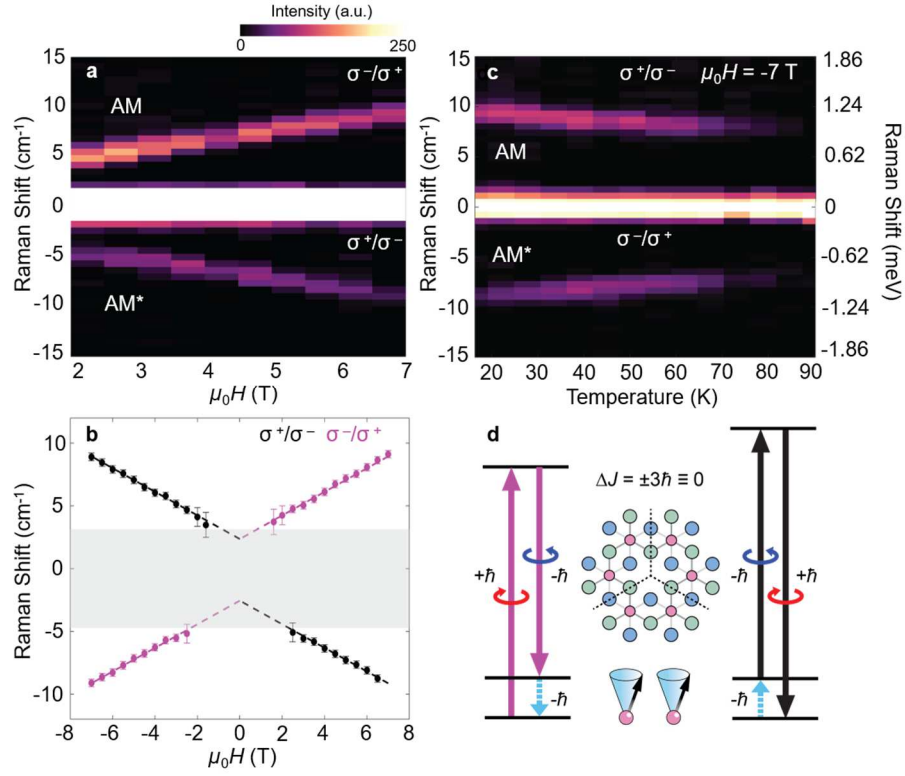 Intensity (a.u.)
0 250
a
σ⁻/σ⁺
AM
σ⁺/σ⁻
AM*
15
10
5
0
-5
-10
-15
Raman Shift (cm⁻¹)
2 3 4 5 6 7
μ₀H (T)
c
σ⁺/σ⁻ μ₀H = -7 T
AM
σ⁻/σ⁺
AM*
15
10
5
0
-5
-10
-15
Raman Shift (cm⁻¹)
1.86
1.24
0.62
0
-0.62
-1.24
-1.86
Raman Shift (meV)
20 30 40 50 60 70 80 90
Temperature (K)
b
σ⁺/σ⁻ σ⁻/σ⁺
10
5
0
-5
-10
Raman Shift (cm⁻¹)
-8 -6 -4 -2 0 2 4 6 8
μ₀H (T)
d
ΔJ = ±3ħ ≡ 0
+ħ
-ħ
-ħ
-ħ
+ħ
-ħ